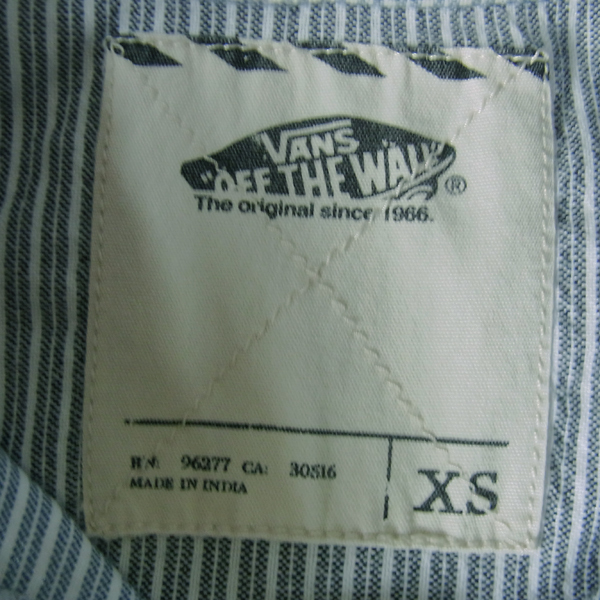 VANS
"OFF THE WALL"
®
The original since 1966.
RN: 96277 CA: 30516
MADE IN INDIA
XS